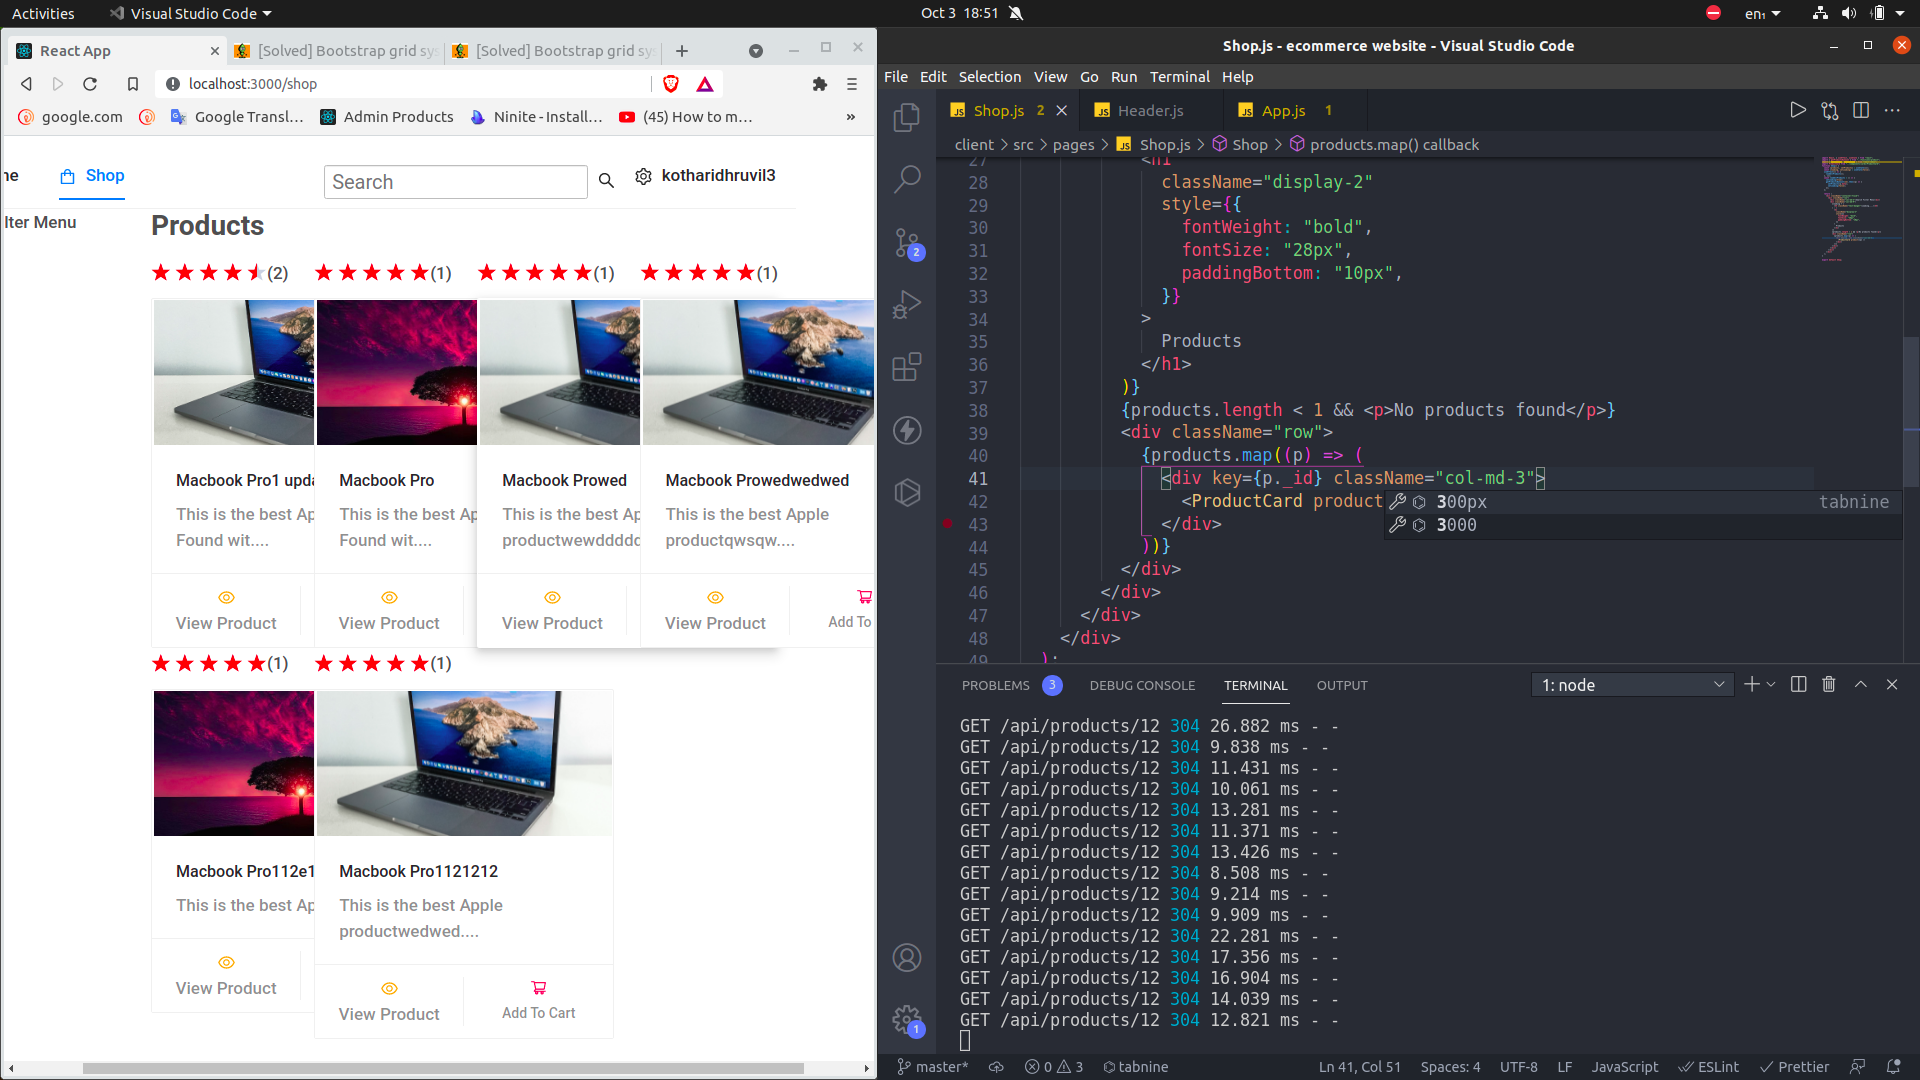 Activities
Visual Studio Code
Oct 3 18:51
en₁
React App
[Solved] Bootstrap grid sys
[Solved] Bootstrap grid sys
localhost:3000/shop
google.com
Google Transl...
Admin Products
Ninite - Install...
(45) How to m...
»
me
Shop
Search
kotharidhruvil3
lter Menu
Products
(2)
(1)
(1)
(1)
Macbook Pro1 upda
Macbook Pro
Macbook Prowed
Macbook Prowedwedwed
This is the best Ap
Found wit....
This is the best Ap
Found wit....
This is the best Ap
productwewddddd
This is the best Apple
productqwsqw....
View Product
View Product
View Product
View Product
Add To
(1)
(1)
Macbook Pro112e1
Macbook Pro1121212
This is the best Ap
This is the best Apple
productwedwed....
View Product
View Product
Add To Cart
Shop.js - ecommerce website - Visual Studio Code
File Edit Selection View Go Run Terminal Help
JS Shop.js 2
JS Header.js
JS App.js 1
client > src > pages > JS Shop.js > Shop > products.map() callback
27 <h1
28 className="display-2"
29 style={{
30 fontWeight: "bold",
31 fontSize: "28px",
32 paddingBottom: "10px",
33 }}
34 >
35 Products
36 </h1>
37 )}
38 {products.length < 1 && <p>No products found</p>}
39 <div className="row">
40 {products.map((p) => (
41 <div key={p._id} className="col-md-3">
42 <ProductCard product
43 </div>
44 ))}
45 </div>
46 </div>
47 </div>
48 </div>
49 );
300px tabnine
3000
2
1
PROBLEMS 3
DEBUG CONSOLE
TERMINAL
OUTPUT
1: node
GET /api/products/12 304 26.882 ms - -
GET /api/products/12 304 9.838 ms - -
GET /api/products/12 304 11.431 ms - -
GET /api/products/12 304 10.061 ms - -
GET /api/products/12 304 13.281 ms - -
GET /api/products/12 304 11.371 ms - -
GET /api/products/12 304 13.426 ms - -
GET /api/products/12 304 8.508 ms - -
GET /api/products/12 304 9.214 ms - -
GET /api/products/12 304 9.909 ms - -
GET /api/products/12 304 22.281 ms - -
GET /api/products/12 304 17.356 ms - -
GET /api/products/12 304 16.904 ms - -
GET /api/products/12 304 14.039 ms - -
GET /api/products/12 304 12.821 ms - -
master*
0
3
tabnine
Ln 41, Col 51
Spaces: 4
UTF-8
LF
JavaScript
ESLint
Prettier